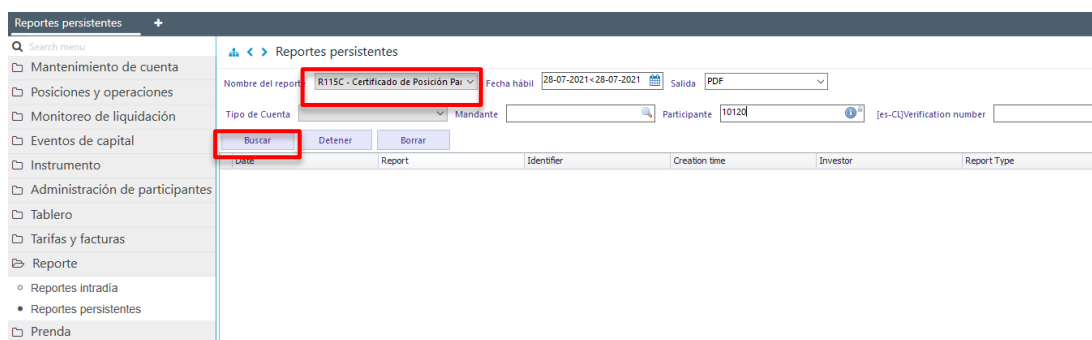 Reportes persistentes +
Search menu
Mantenimiento de cuenta
Posiciones y operaciones
Monitoreo de liquidación
Eventos de capital
Instrumento
Administración de participantes
Tablero
Tarifas y facturas
Reporte
Reportes intradía
Reportes persistentes
Prenda
Reportes persistentes
Nombre del reporte R115C - Certificado de Posición Par Fecha hábil 28-07-2021<28-07-2021 Salida PDF
Tipo de Cuenta Mandante Participante 10120 [es-CL]Verification number
Buscar Detener Borrar
Date Report Identifier Creation time Investor Report Type